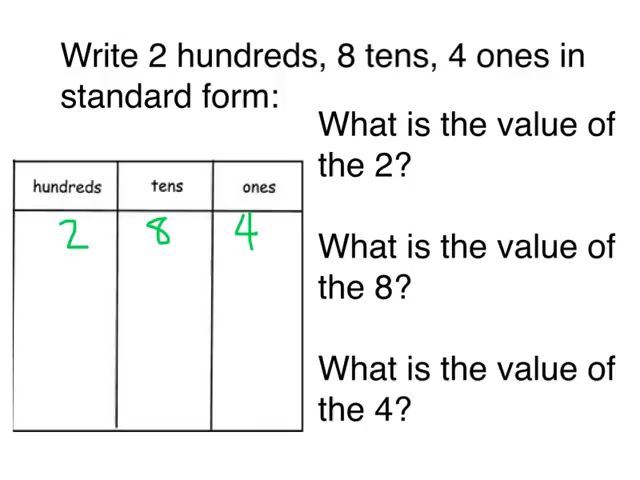 Write 2 hundreds, 8 tens, 4 ones in
standard form:
What is the value of
the 2?
hundreds tens ones
2 8 4
What is the value of
the 8?
What is the value of
the 4?